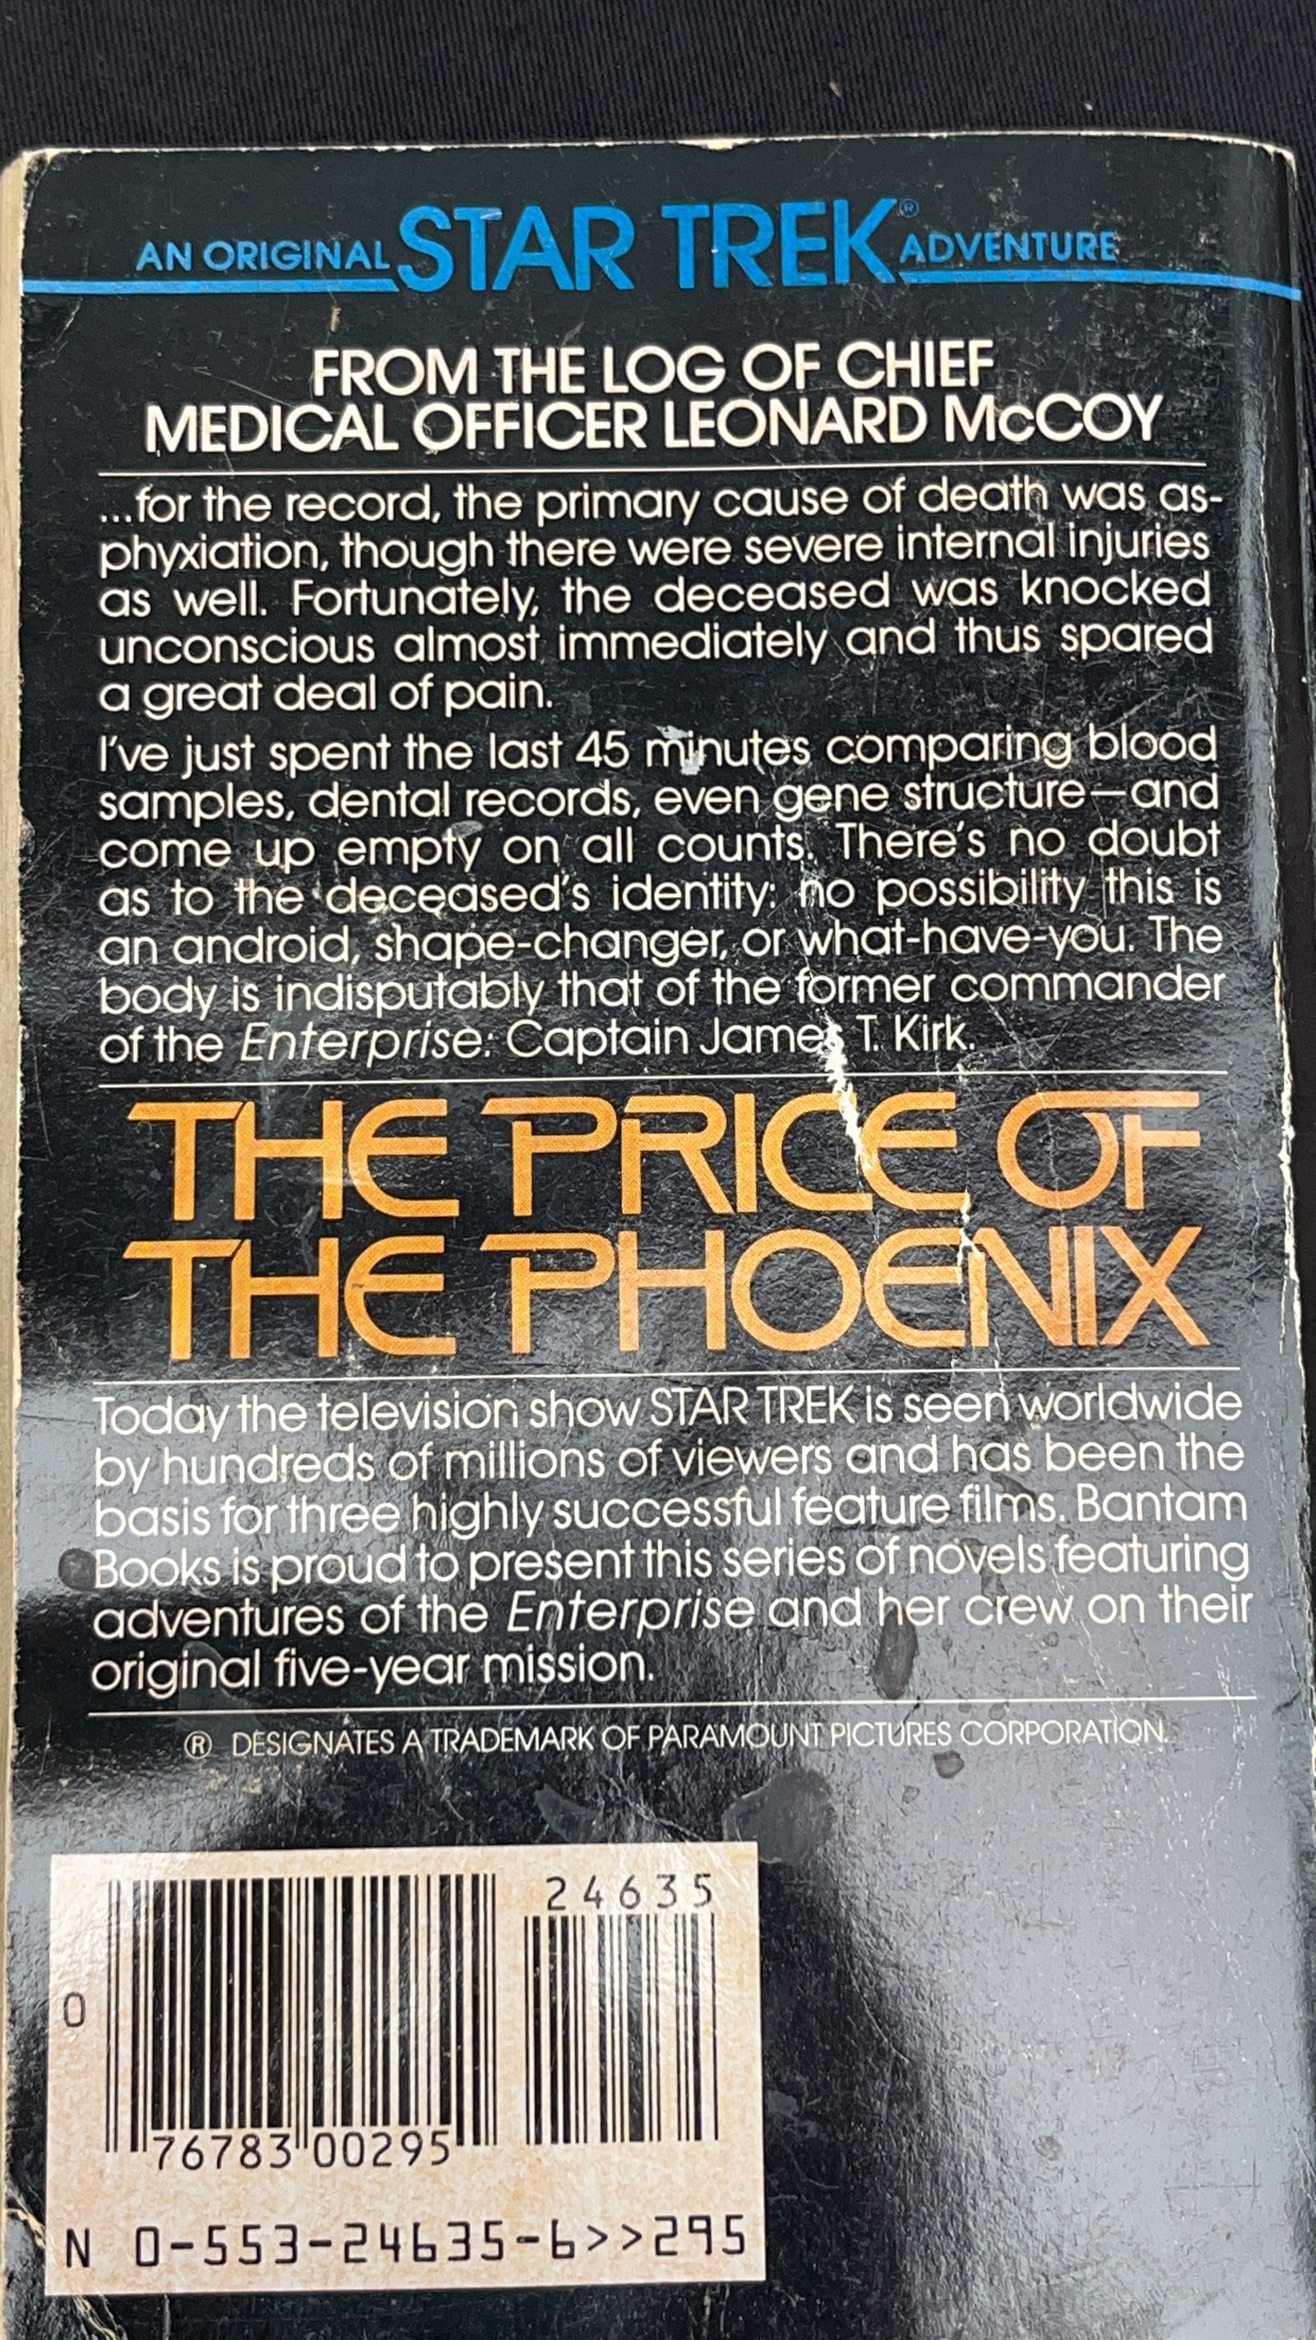 AN ORIGINAL STAR TREK® ADVENTURE
FROM THE LOG OF CHIEF
MEDICAL OFFICER LEONARD McCOY
...for the record, the primary cause of death was as-
phyxiation, though there were severe internal injuries
as well. Fortunately, the deceased was knocked
unconscious almost immediately and thus spared
a great deal of pain.
I've just spent the last 45 minutes comparing blood
samples, dental records, even gene structure—and
come up empty on all counts. There's no doubt
as to the deceased's identity: no possibility this is
an android, shape-changer, or what-have-you. The
body is indisputably that of the former commander
of the Enterprise: Captain James T. Kirk.
THE PRICE OF
THE PHOENIX
Today the television show STAR TREK is seen worldwide
by hundreds of millions of viewers and has been the
basis for three highly successful feature films. Bantam
Books is proud to present this series of novels featuring
adventures of the Enterprise and her crew on their
original five-year mission.
® DESIGNATES A TRADEMARK OF PARAMOUNT PICTURES CORPORATION.
24635
0
76783 00295
N 0-553-24635-6>>295